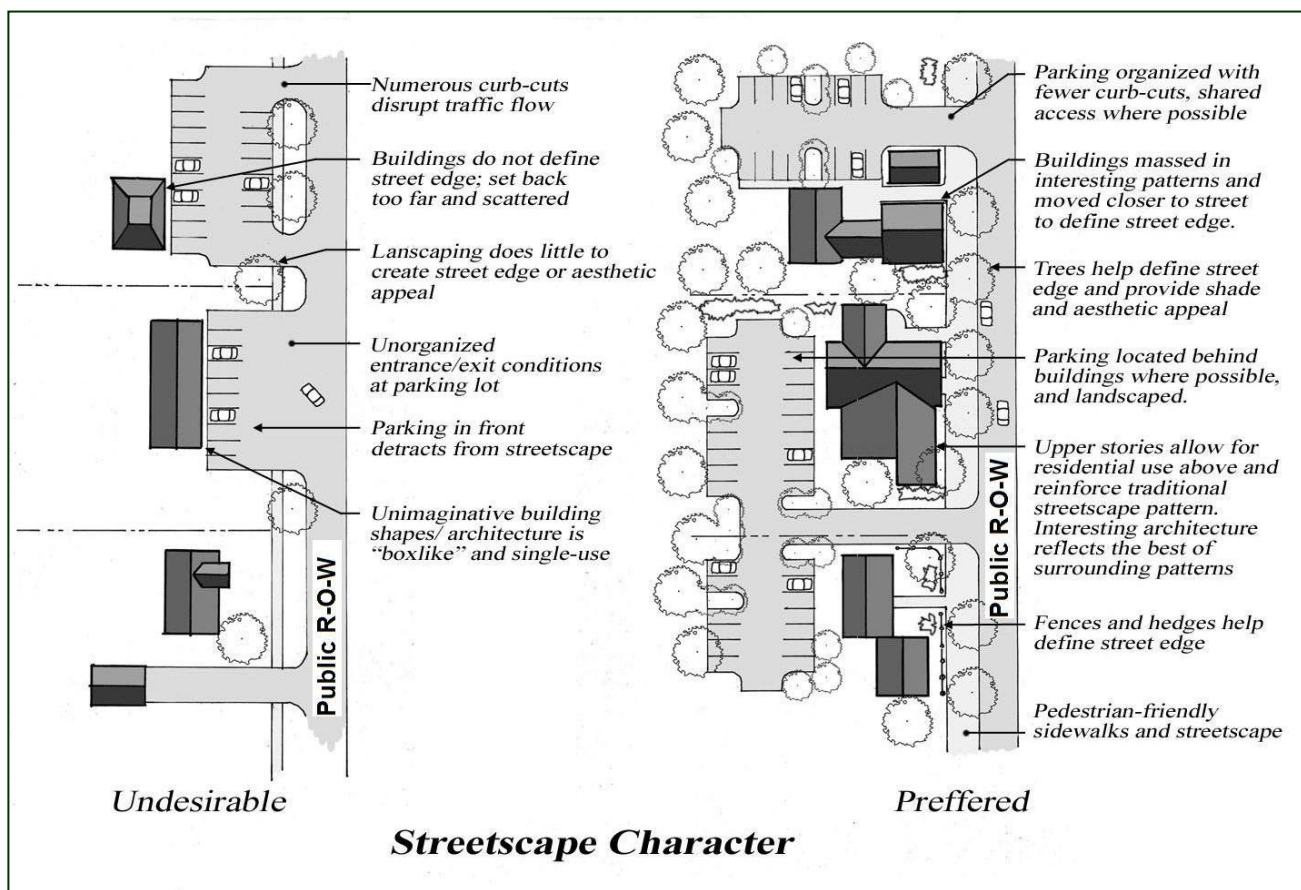 Numerous curb-cuts
disrupt traffic flow
Buildings do not define
street edge; set back
too far and scattered
Lanscaping does little to
create street edge or aesthetic
appeal
Unorganized
entrance/exit conditions
at parking lot
Parking in front
detracts from streetscape
Unimaginative building
shapes/ architecture is
“boxlike” and single-use
Public R-O-W
Undesirable
Parking organized with
fewer curb-cuts, shared
access where possible
Buildings massed in
interesting patterns and
moved closer to street
to define street edge.
Trees help define street
edge and provide shade
and aesthetic appeal
Parking located behind
buildings where possible,
and landscaped.
Upper stories allow for
residential use above and
reinforce traditional
streetscape pattern.
Interesting architecture
reflects the best of
surrounding patterns
Public R-O-W
Fences and hedges help
define street edge
Pedestrian-friendly
sidewalks and streetscape
Preffered
Streetscape Character